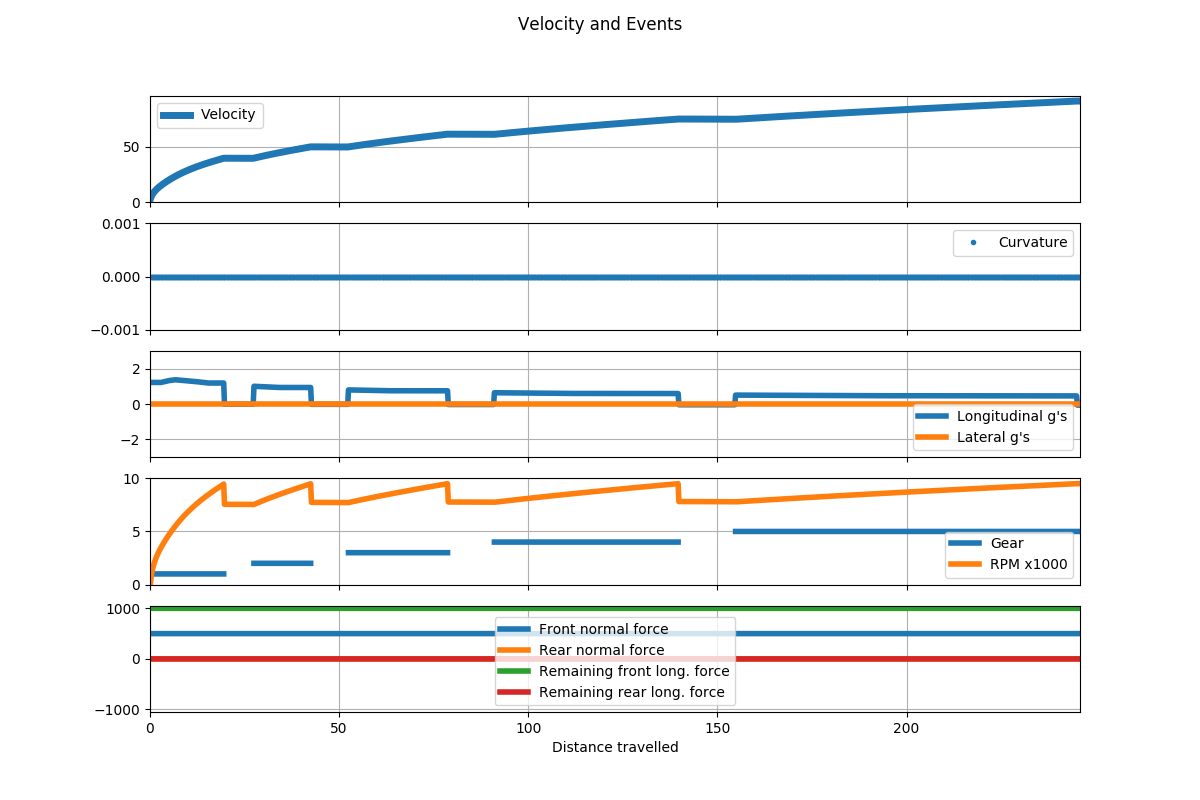 Velocity and Events
Velocity
50
0
0.001
0.000
−0.001
Curvature
2
0
−2
Longitudinal g's
Lateral g's
10
5
0
Gear
RPM x1000
1000
0
−1000
Front normal force
Rear normal force
Remaining front long. force
Remaining rear long. force
0 50 100 150 200
Distance travelled